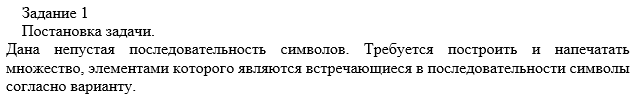 Задание 1
Постановка задачи.
Дана непустая последовательность символов. Требуется построить и напечатать
множество, элементами которого являются встречающиеся в последовательности символы
согласно варианту.